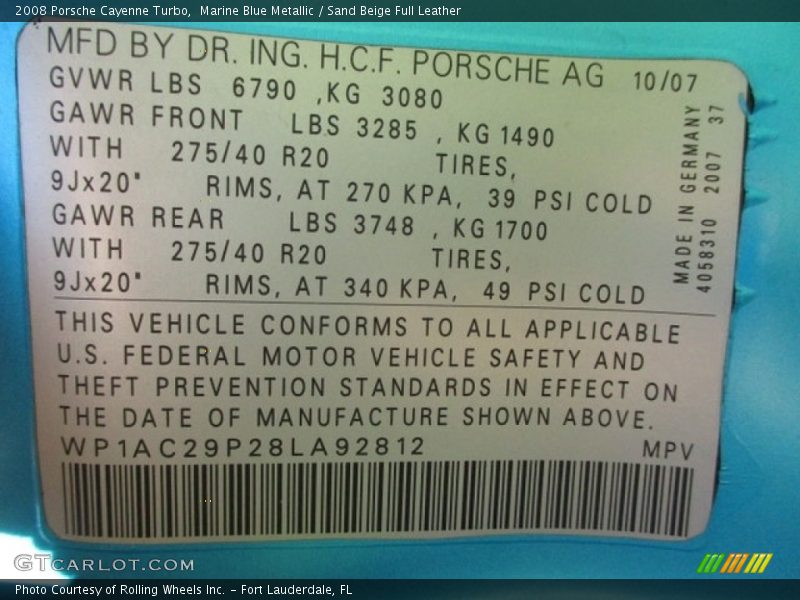 2008 Porsche Cayenne Turbo,  Marine Blue Metallic / Sand Beige Full Leather
MFD BY DR. ING. H.C.F. PORSCHE AG 10/07
GVWR LBS 6790 ,KG 3080
GAWR FRONT LBS 3285 , KG 1490
WITH 275/40 R20 TIRES,
9Jx20" RIMS, AT 270 KPA, 39 PSI COLD
GAWR REAR LBS 3748 , KG 1700
WITH 275/40 R20 TIRES,
9Jx20" RIMS, AT 340 KPA, 49 PSI COLD
MADE IN GERMANY
4058310 2007 37
THIS VEHICLE CONFORMS TO ALL APPLICABLE
U.S. FEDERAL MOTOR VEHICLE SAFETY AND
THEFT PREVENTION STANDARDS IN EFFECT ON
THE DATE OF MANUFACTURE SHOWN ABOVE.
WP1AC29P28LA92812 MPV
GTCARLOT.COM
Photo Courtesy of Rolling Wheels Inc. – Fort Lauderdale, FL